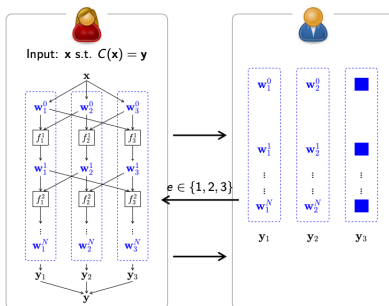 Input: x s.t. C(x) = y
x
w_1^0 w_2^0 w_3^0
f_1^1 f_2^1 f_3^1
w_1^1 w_2^1 w_3^1
f_1^2 f_2^2 f_3^2
⋮ ⋮ ⋮
w_1^N w_2^N w_3^N
y_1 y_2 y_3
y
e ∈ {1, 2, 3}
w_1^0 w_2^0
w_1^1 w_2^1
⋮ ⋮ ⋮
w_1^N w_2^N
y_1 y_2 y_3